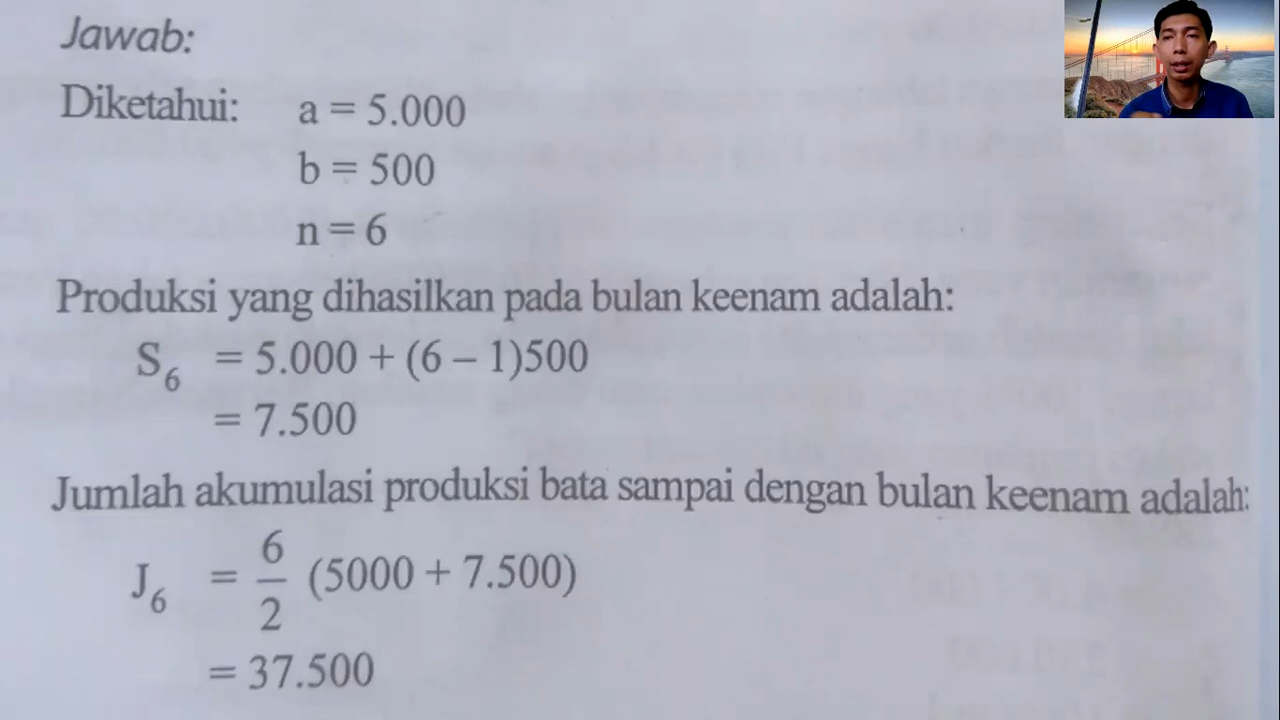 Jawab:
Diketahui: a = 5.000
b = 500
n = 6
Produksi yang dihasilkan pada bulan keenam adalah:
S6 = 5.000 + (6 – 1)500
= 7.500
Jumlah akumulasi produksi bata sampai dengan bulan keenam adalah:
J6 = 6/2 (5000 + 7.500)
= 37.500